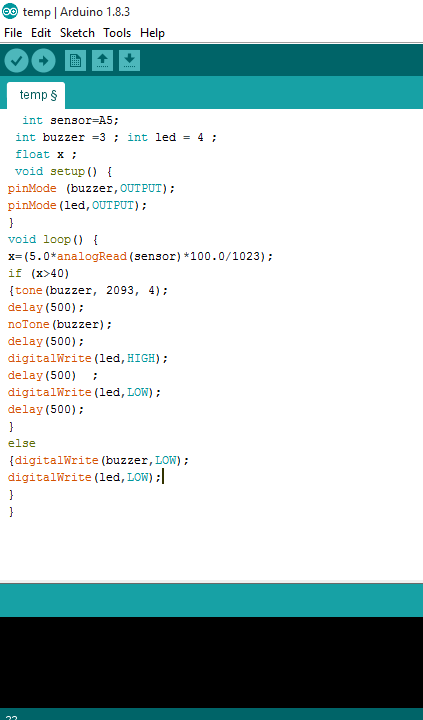 temp | Arduino 1.8.3
File Edit Sketch Tools Help
temp §
int sensor=A5;
int buzzer =3 ; int led = 4 ;
float x ;
void setup() {
pinMode (buzzer,OUTPUT);
pinMode(led,OUTPUT);
}
void loop() {
x=(5.0*analogRead(sensor)*100.0/1023);
if (x>40)
{tone(buzzer, 2093, 4);
delay(500);
noTone(buzzer);
delay(500);
digitalWrite(led,HIGH);
delay(500)  ;
digitalWrite(led,LOW);
delay(500);
}
else
{digitalWrite(buzzer,LOW);
digitalWrite(led,LOW);
}
}